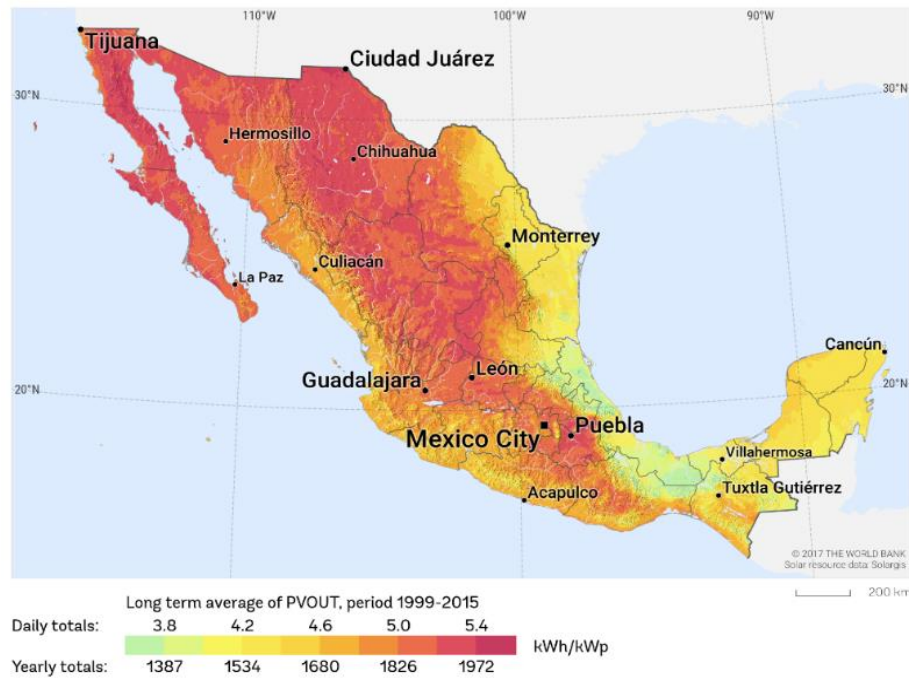 110°W 100°W 90°W
Tijuana
Ciudad Juárez
30°N 30°N
Hermosillo
Chihuahua
Monterrey
Culiacán
La Paz
Cancún
León
20°N Guadalajara 20°N
Mexico City Puebla
Villahermosa
Acapulco Tuxtla Gutiérrez
© 2017 THE WORLD BANK
Solar resource data: Solargis
200 km
Long term average of PVOUT, period 1999-2015
Daily totals: 3.8 4.2 4.6 5.0 5.4
kWh/kWp
Yearly totals: 1387 1534 1680 1826 1972